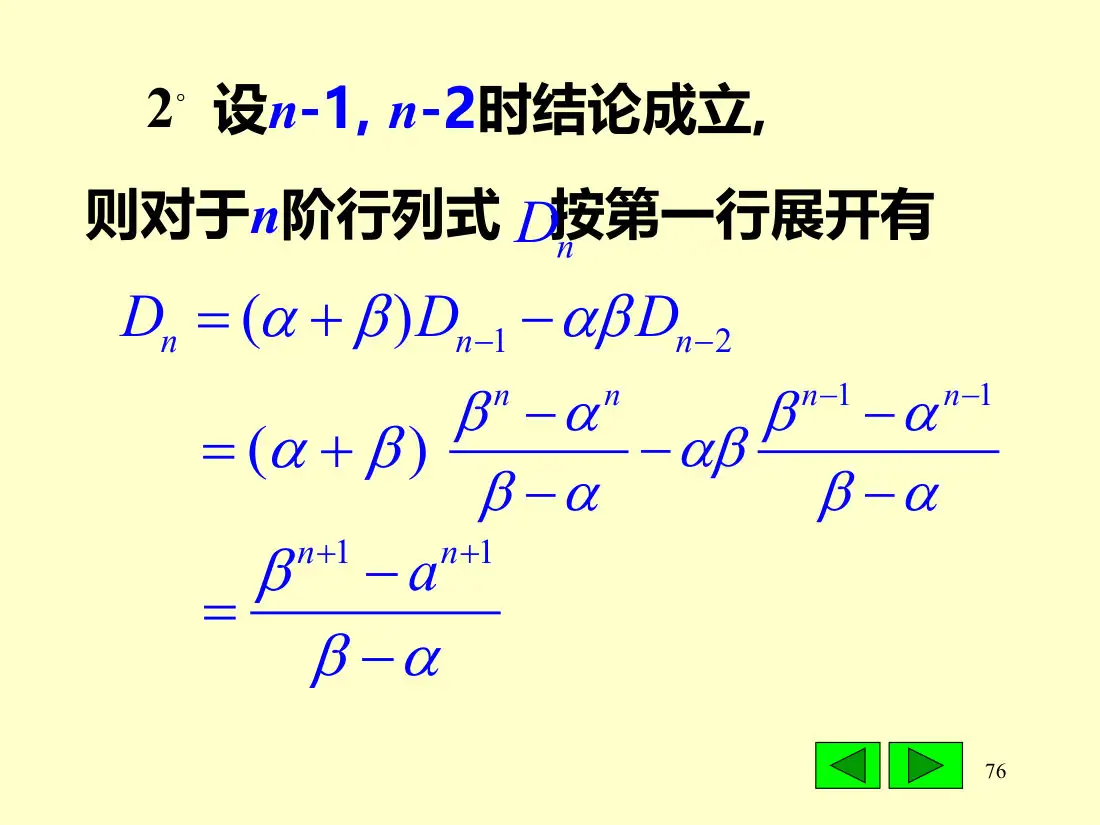 2° 设n-1, n-2时结论成立,
则对于n阶行列式 Dₙ 按第一行展开有
Dₙ = (α + β)Dₙ₋₁ − αβDₙ₋₂
= (α + β) (βⁿ − αⁿ)/(β − α) − αβ (βⁿ⁻¹ − αⁿ⁻¹)/(β − α)
= (βⁿ⁺¹ − aⁿ⁺¹)/(β − α)
76